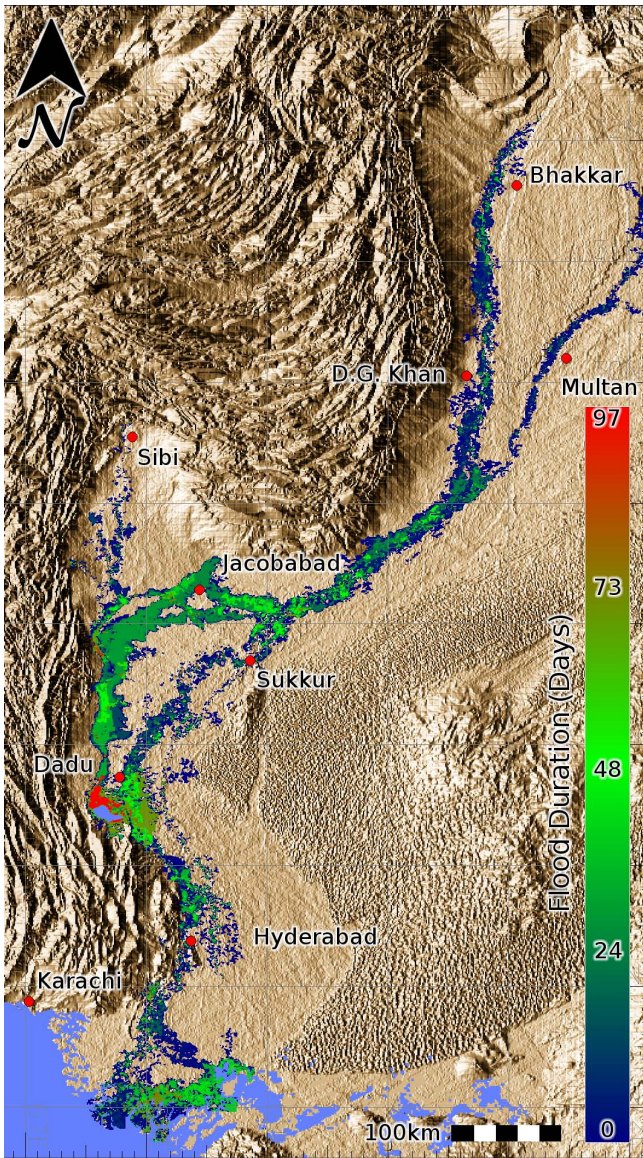 N
Bhakkar
D.G. Khan
Multan
97
Sibi
Jacobabad
73
Sukkur
Flood Duration (Days)
Dadu
48
Hyderabad
24
Karachi
100km
0